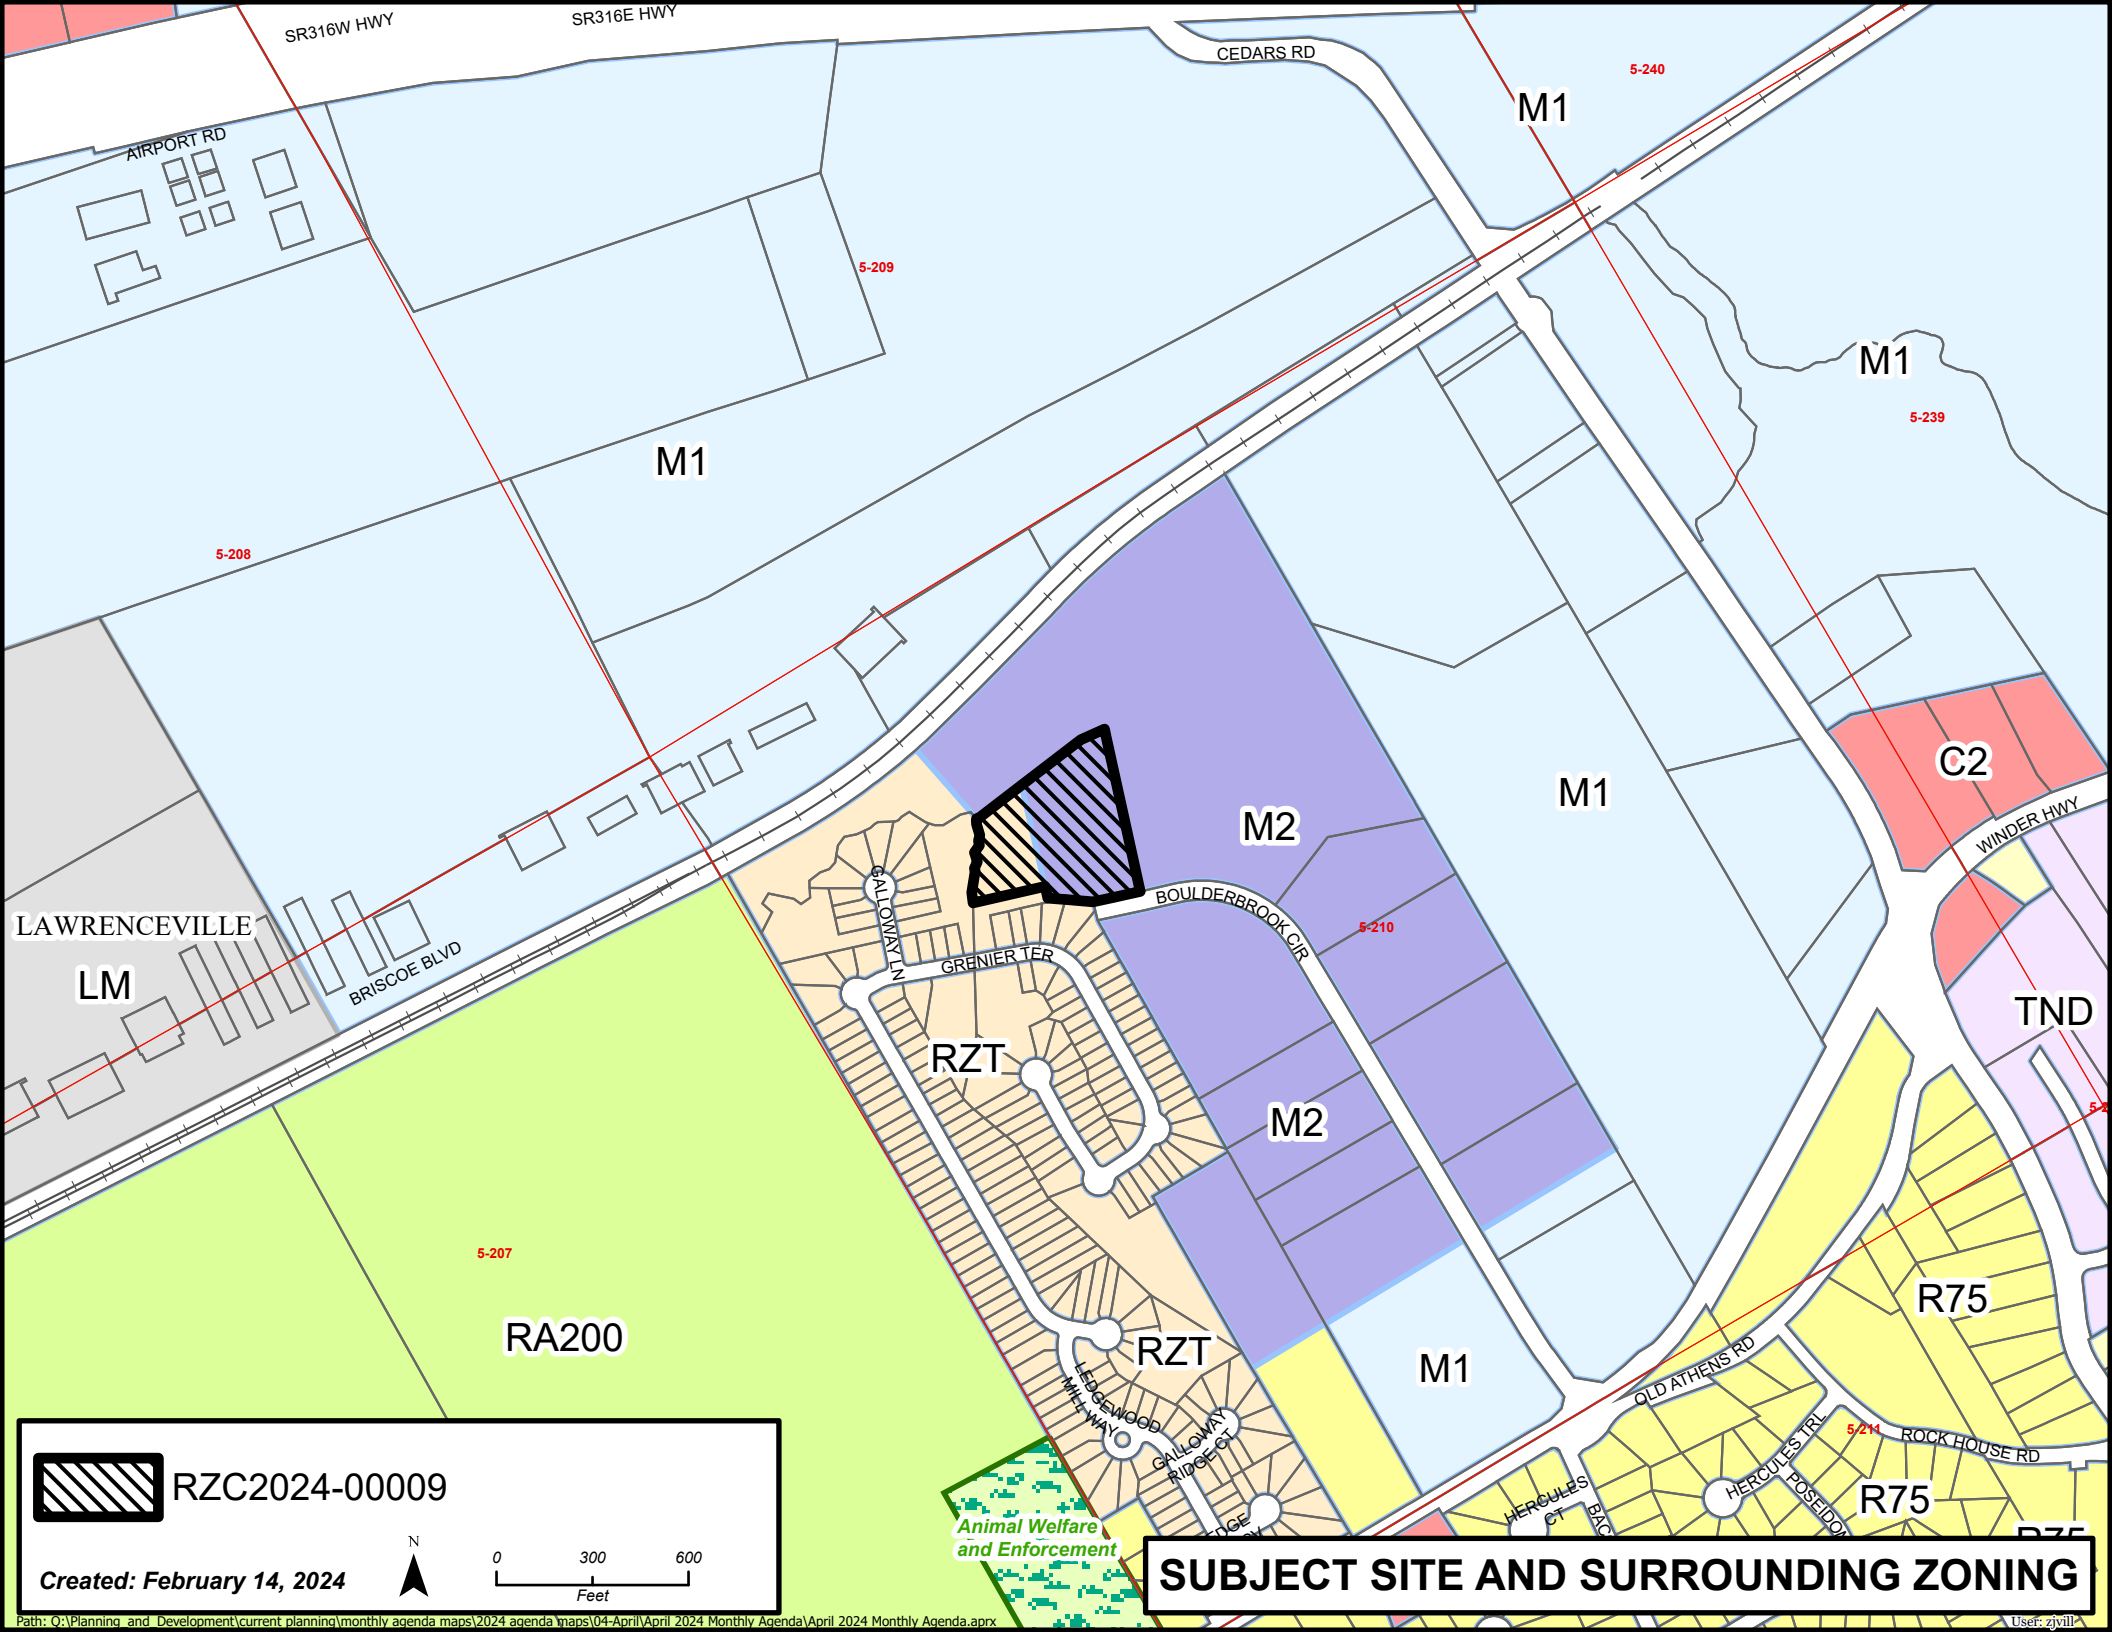 SR316W HWY
SR316E HWY
CEDARS RD
5-240
M1
AIRPORT RD
5-209
M1
5-239
M1
5-208
M1
C2
WINDER HWY
M2
GALLOWAY LN
BOULDERBROOK CIR
5-210
LAWRENCEVILLE
LM
BRISCOE BLVD
GRENIER TER
TND
RZT
M2
5-207
RA200
R75
RZT
M1
OLD ATHENS RD
LEDGEWOOD
MILL WAY
GALLOWAY
RIDGE CT
5-211
ROCK HOUSE RD
HERCULES TRL
HERCULES
CT
R75
R75
Animal Welfare
and Enforcement
RZC2024-00009
N
0 300 600
Feet
Created: February 14, 2024
SUBJECT SITE AND SURROUNDING ZONING
Path: Q:\Planning_and_Development\current planning\monthly agenda maps\2024 agenda maps\04-April\April 2024 Monthly Agenda\April 2024 Monthly Agenda.aprx
User: zjvill